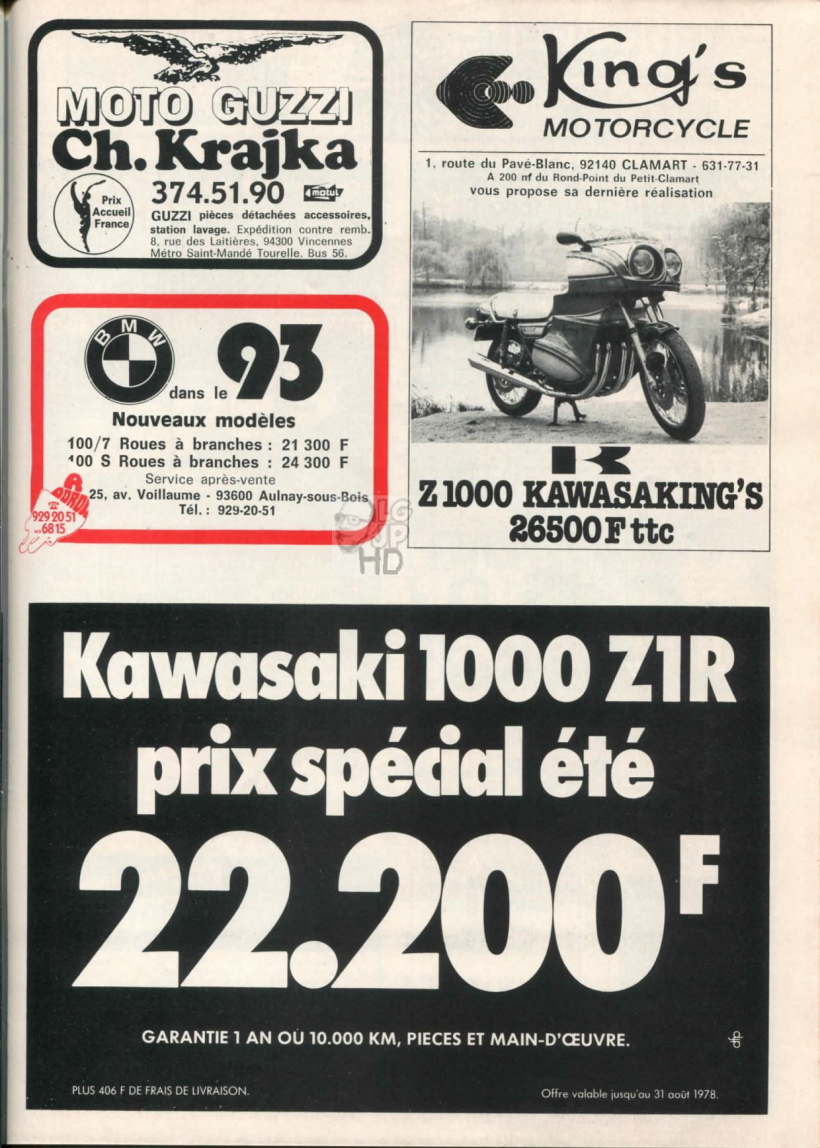 MOTO GUZZI
Ch. Krajka
374.51.90
motul
Prix
Accueil
France
GUZZI pièces détachées accessoires,
station lavage. Expédition contre remb.
8, rue des Laitières, 94300 Vincennes
Métro Saint-Mandé Tourelle. Bus 56.
King's
MOTORCYCLE
1, route du Pavé-Blanc, 92140 CLAMART - 631-77-31
A 200 m du Rond-Point du Petit-Clamart
vous propose sa dernière réalisation
K
Z1000 KAWASAKING'S
26500F ttc
BMW
dans le 93
Nouveaux modèles
100/7 Roues à branches : 21 300 F
100 S Roues à branches : 24 300 F
Service après-vente
25, av. Voillaume - 93600 Aulnay-sous-Bois
Tél. : 929-20-51
929 20 51
68 15
HD
Kawasaki 1000 Z1R
prix spécial été
22.200F
GARANTIE 1 AN OU 10.000 KM, PIECES ET MAIN-D'ŒUVRE.
PLUS 406 F DE FRAIS DE LIVRAISON.
Offre valable jusqu'au 31 août 1978.